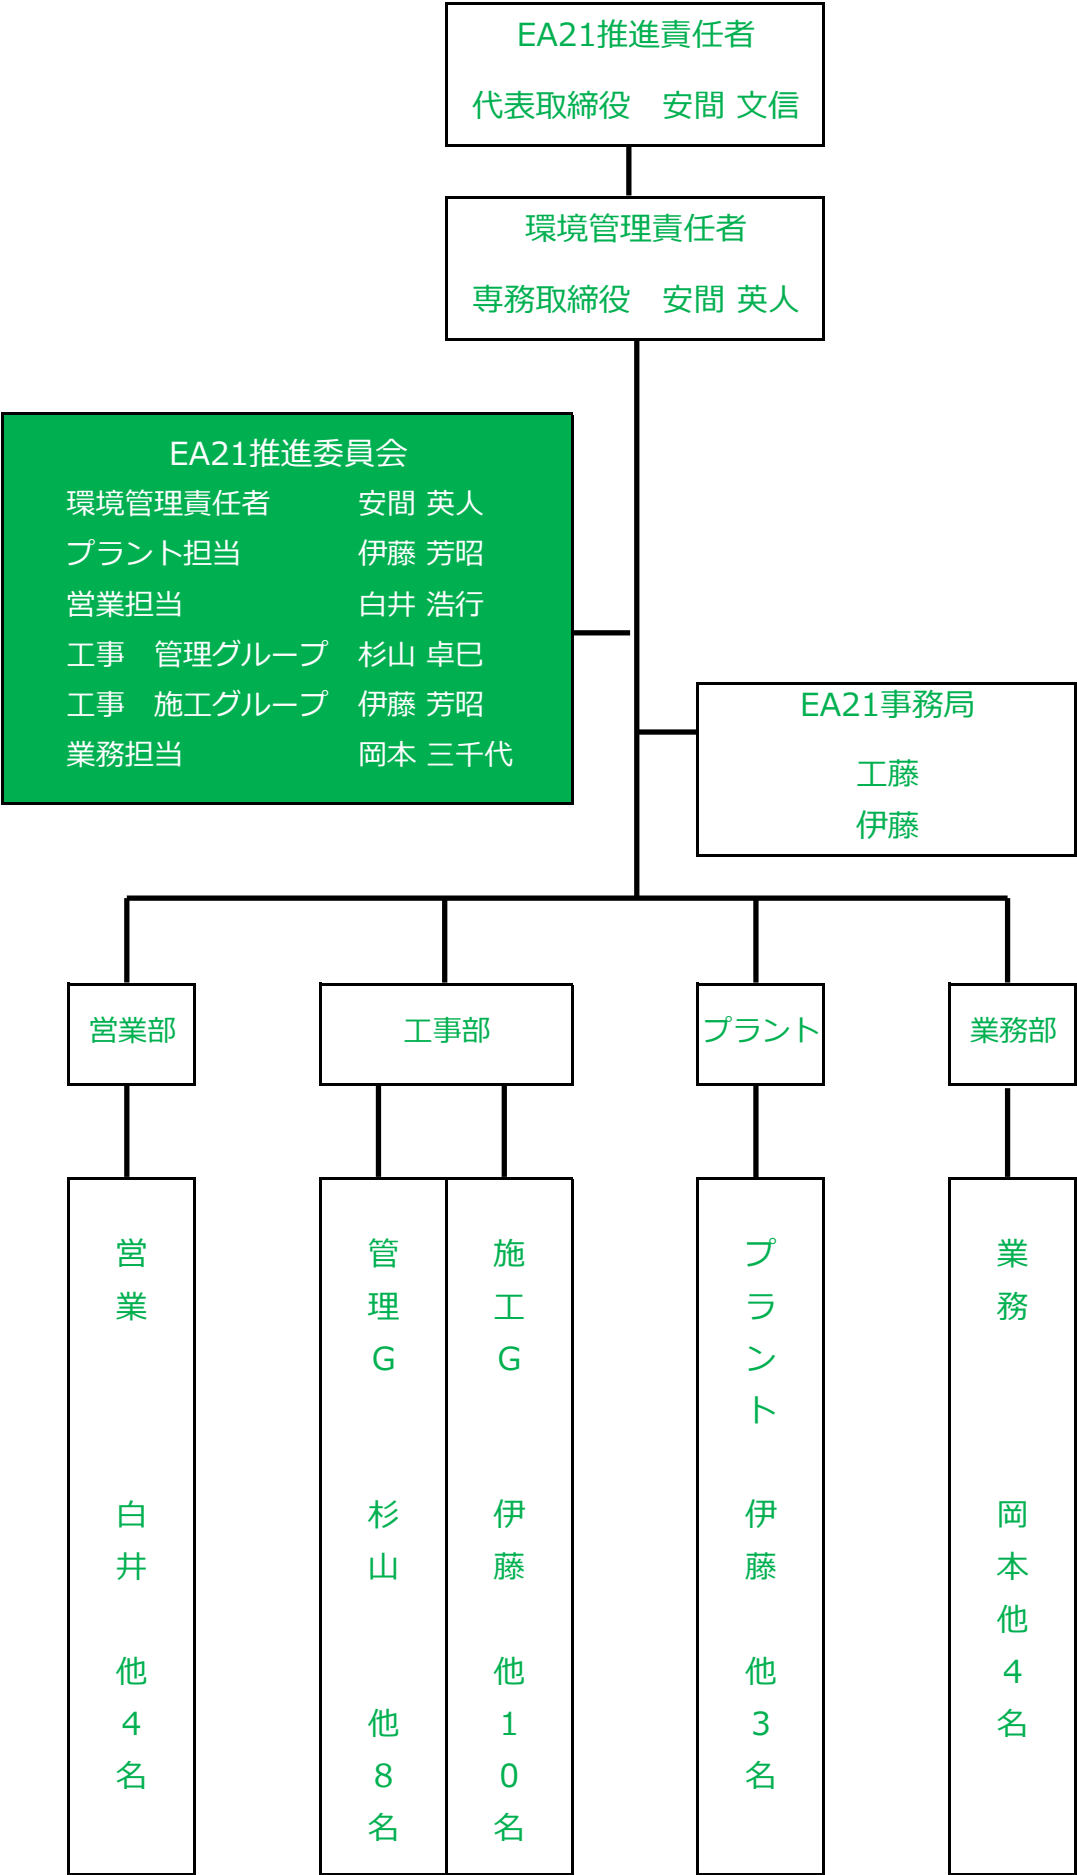 EA21推進責任者
代表取締役　安間 文信
環境管理責任者
専務取締役　安間 英人
EA21推進委員会
環境管理責任者　安間 英人
プラント担当　伊藤 芳昭
営業担当　白井 浩行
工事　管理グループ　杉山 卓巳
工事　施工グループ　伊藤 芳昭
業務担当　岡本 三千代
EA21事務局
工藤
伊藤
営業部
工事部
プラント
業務部
営業　白井　他4名
管理G　杉山　他8名
施工G　伊藤　他10名
プラント　伊藤　他3名
業務　岡本他4名